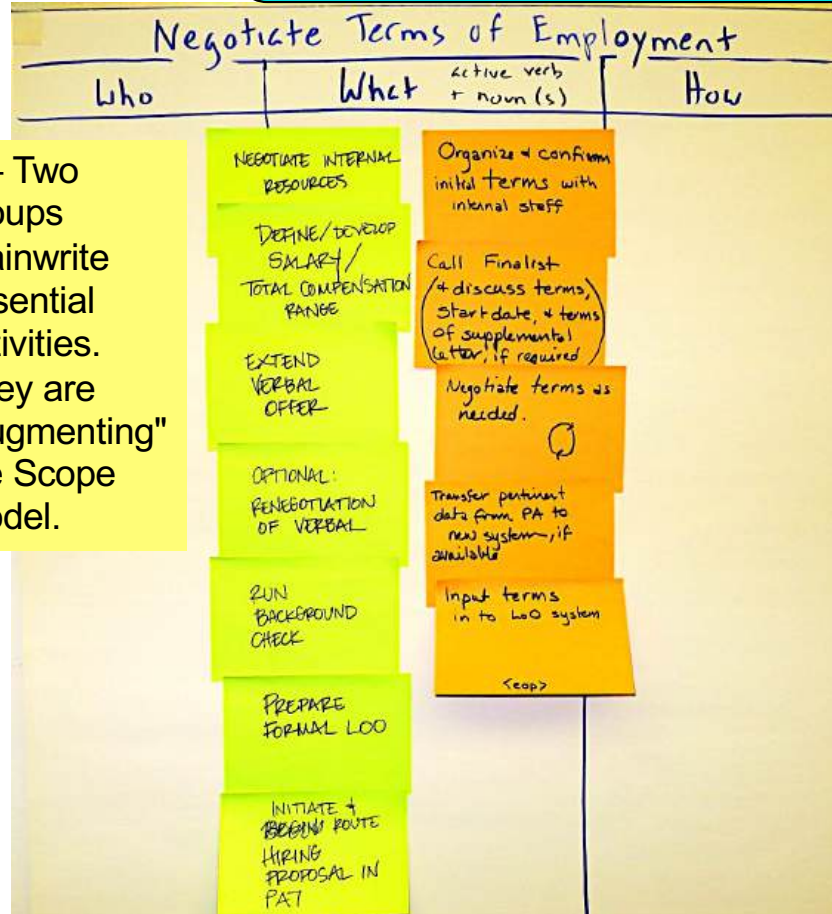 Negotiate Terms of Employment
Who
What
active verb
+ noun(s)
How
- Two
oups
ainwrite
sential
tivities.
ey are
ugmenting"
e Scope
odel.
NEGOTIATE INTERNAL
RESOURCES
DEFINE/DEVELOP
SALARY/
TOTAL COMPENSATION
RANGE
EXTEND
VERBAL
OFFER
OPTIONAL:
RENEGOTIATION
OF VERBAL
RUN
BACKGROUND
CHECK
PREPARE
FORMAL LOO
INITIATE +
ROUTE
HIRING
PROPOSAL IN
PA7
Organize + confirm
initial terms with
internal staff
Call Finalist
(+ discuss terms,
start date, + terms
of supplemental
letter, if required)
Negotiate terms as
needed.
Transfer pertinent
data from PA to
new system, if
available
Input terms
in to LoO system
<eop>